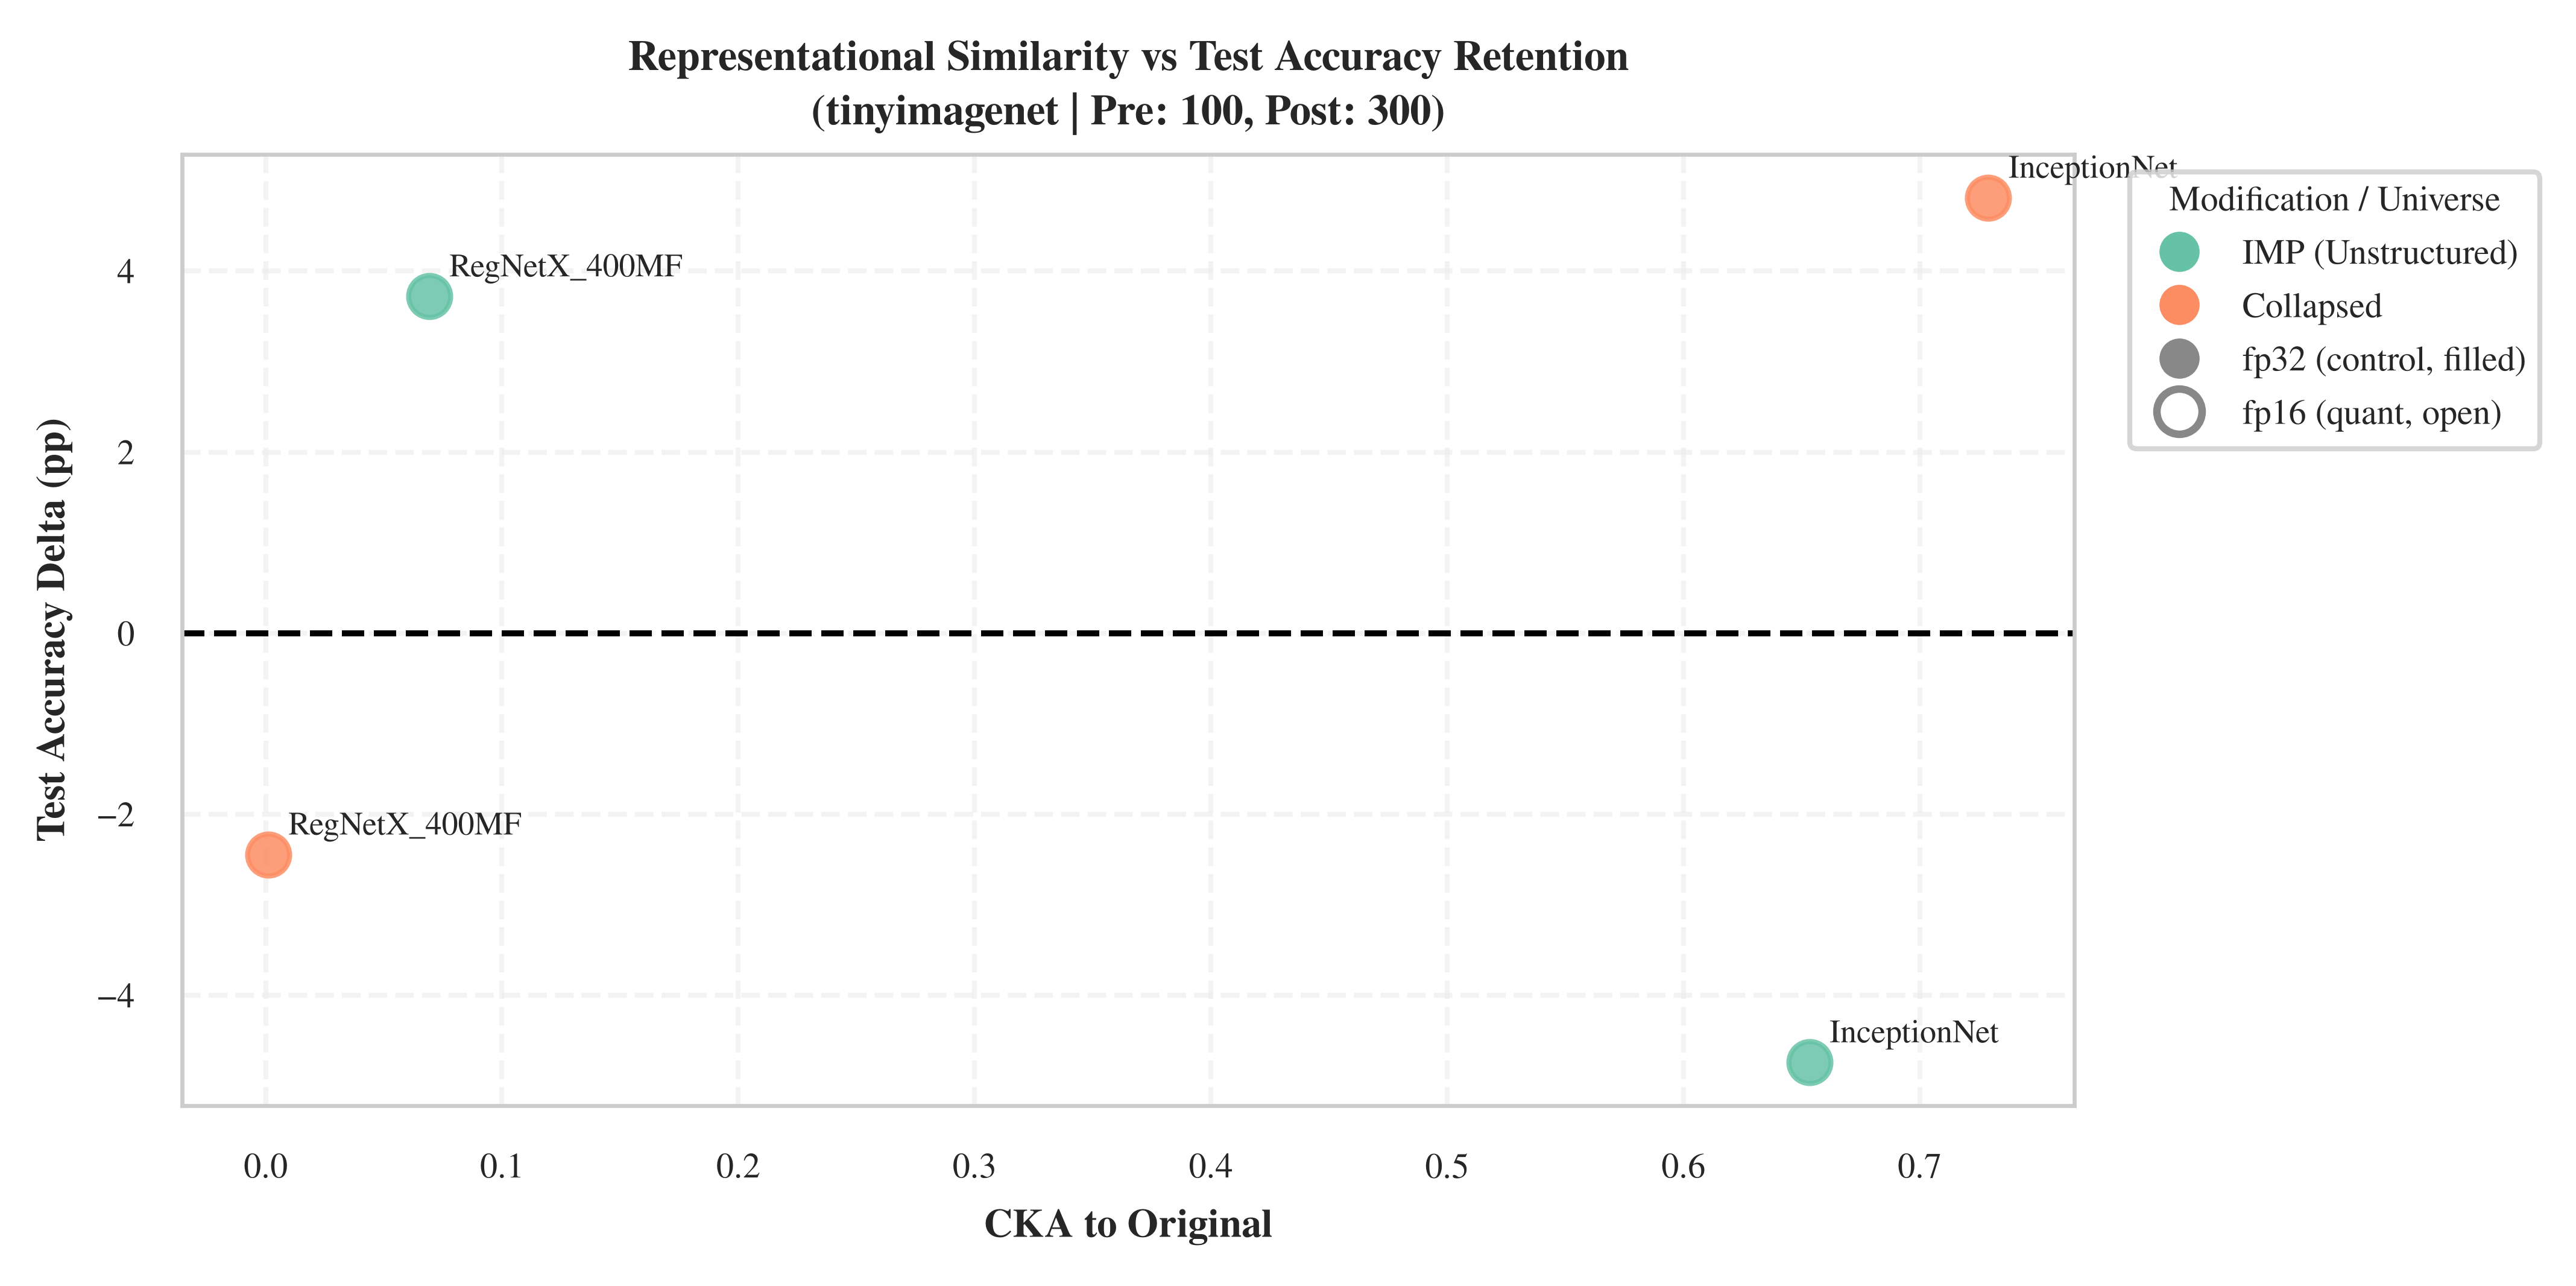 Representational Similarity vs Test Accuracy Retention
(tinyimagenet | Pre: 100, Post: 300)
InceptionNet
Modification / Universe
IMP (Unstructured)
Collapsed
fp32 (control, filled)
fp16 (quant, open)
RegNetX_400MF
RegNetX_400MF
InceptionNet
Test Accuracy Delta (pp)
4
2
0
−2
−4
0.0 0.1 0.2 0.3 0.4 0.5 0.6 0.7
CKA to Original